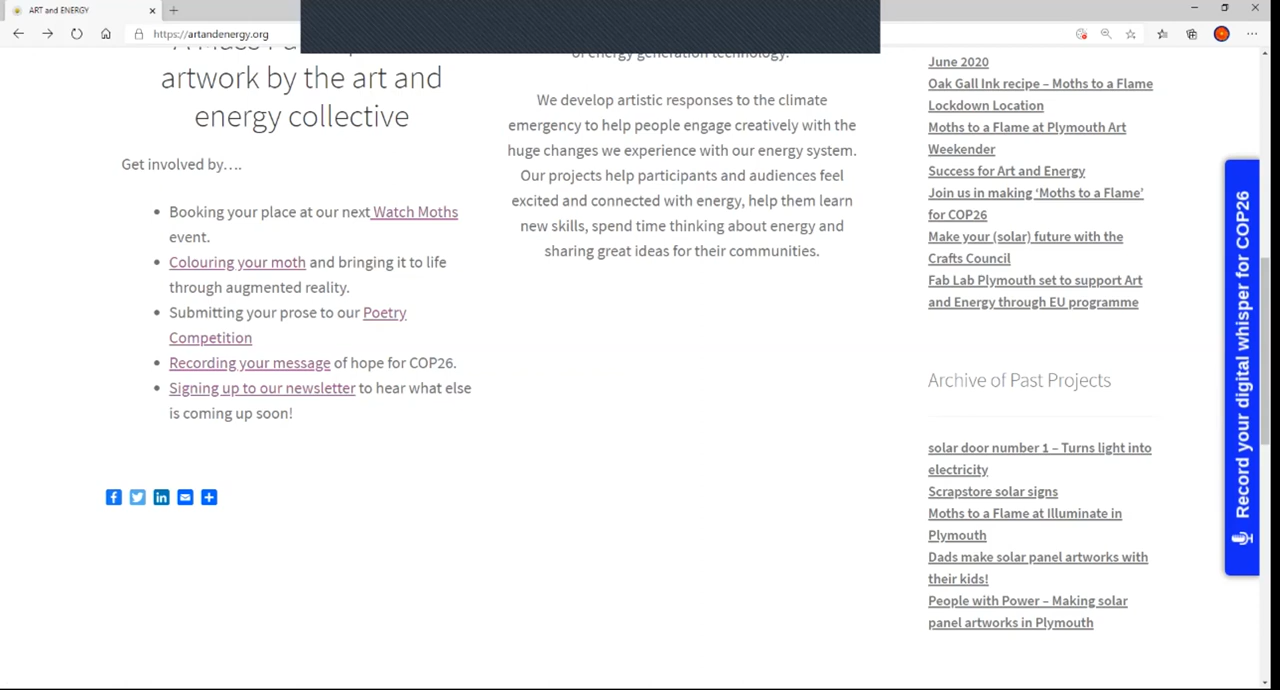 ART and ENERGY
https://artandenergy.org
artwork by the art and
energy collective
Get involved by….
Booking your place at our next Watch Moths
event.
Colouring your moth and bringing it to life
through augmented reality.
Submitting your prose to our Poetry
Competition
Recording your message of hope for COP26.
Signing up to our newsletter to hear what else
is coming up soon!
of energy generation technology.
We develop artistic responses to the climate
emergency to help people engage creatively with the
huge changes we experience with our energy system.
Our projects help participants and audiences feel
excited and connected with energy, help them learn
new skills, spend time thinking about energy and
sharing great ideas for their communities.
June 2020
Oak Gall Ink recipe – Moths to a Flame
Lockdown Location
Moths to a Flame at Plymouth Art
Weekender
Success for Art and Energy
Join us in making ‘Moths to a Flame’
for COP26
Make your (solar) future with the
Crafts Council
Fab Lab Plymouth set to support Art
and Energy through EU programme
Archive of Past Projects
solar door number 1 – Turns light into
electricity
Scrapstore solar signs
Moths to a Flame at Illuminate in
Plymouth
Dads make solar panel artworks with
their kids!
People with Power – Making solar
panel artworks in Plymouth
Record your digital whisper for COP26